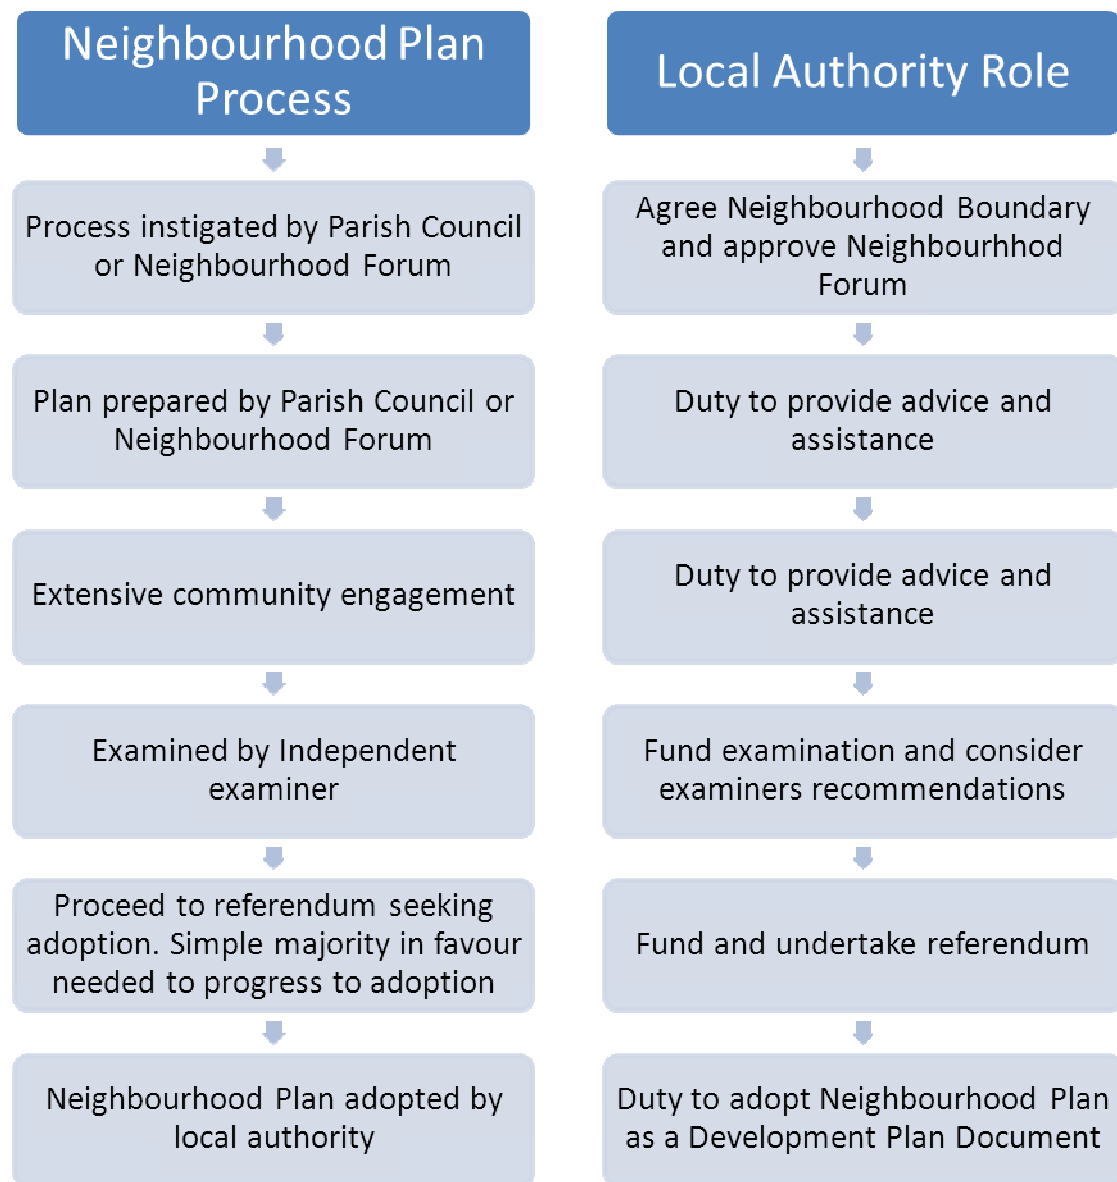 Neighbourhood Plan
Process
Process instigated by Parish Council
or Neighbourhood Forum
Plan prepared by Parish Council or
Neighbourhood Forum
Extensive community engagement
Examined by Independent
examiner
Proceed to referendum seeking
adoption. Simple majority in favour
needed to progress to adoption
Neighbourhood Plan adopted by
local authority
Local Authority Role
Agree Neighbourhood Boundary
and approve Neighbourhhod
Forum
Duty to provide advice and
assistance
Duty to provide advice and
assistance
Fund examination and consider
examiners recommendations
Fund and undertake referendum
Duty to adopt Neighbourhood Plan
as a Development Plan Document